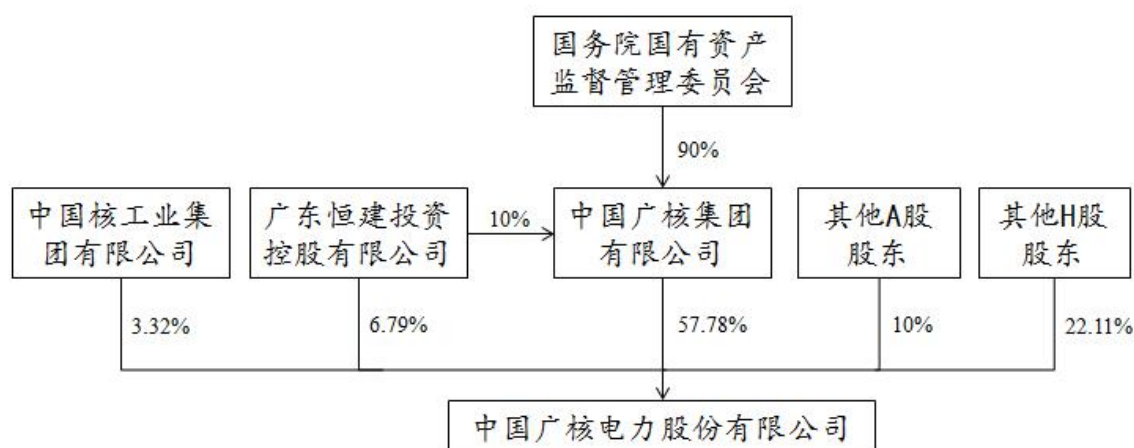 国务院国有资产
监督管理委员会
90%
中国核工业集
团有限公司
广东恒建投资
控股有限公司
10%
中国广核集团
有限公司
其他A股
股东
其他H股
股东
3.32%
6.79%
57.78%
10%
22.11%
中国广核电力股份有限公司